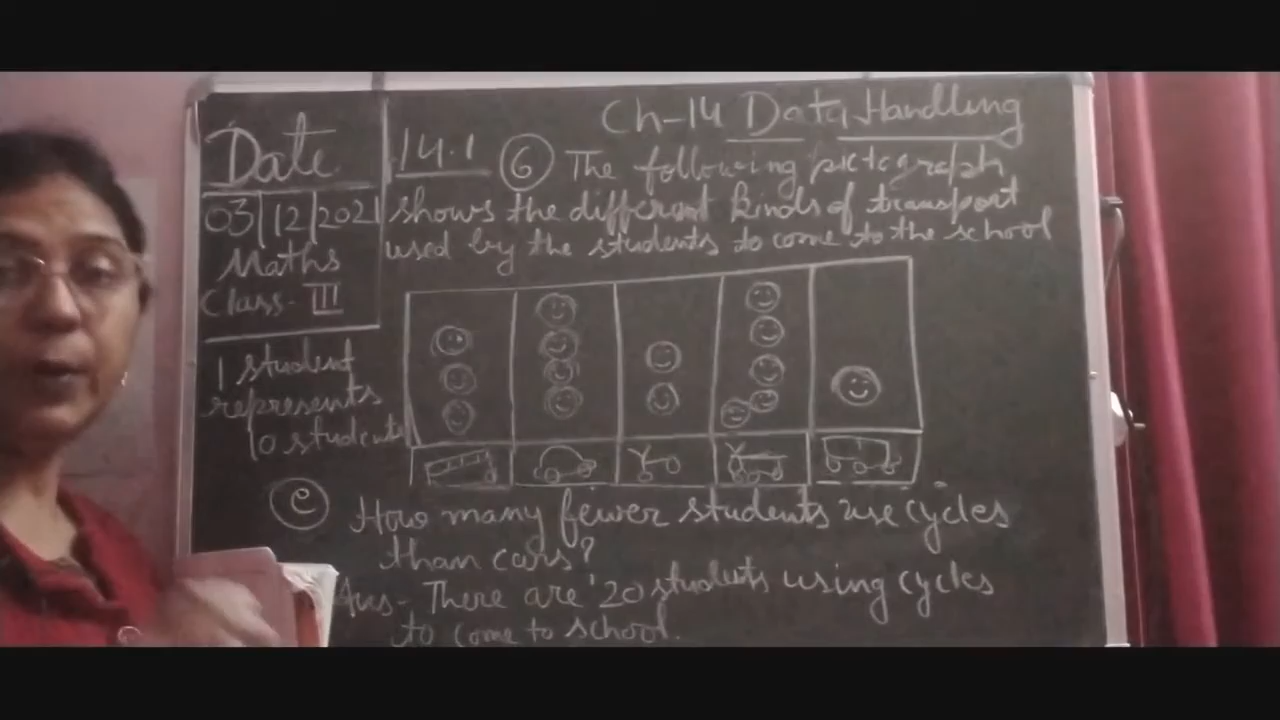 Date
03|12|2021
Maths
Class- III
1 student
represents
10 students
Ch-14 Data Handling
14.1 6 The following pictograph
shows the different kinds of transport
used by the students to come to the school
e How many fewer students use cycles
than cars?
Ans- There are 20 students using cycles
to come to school.